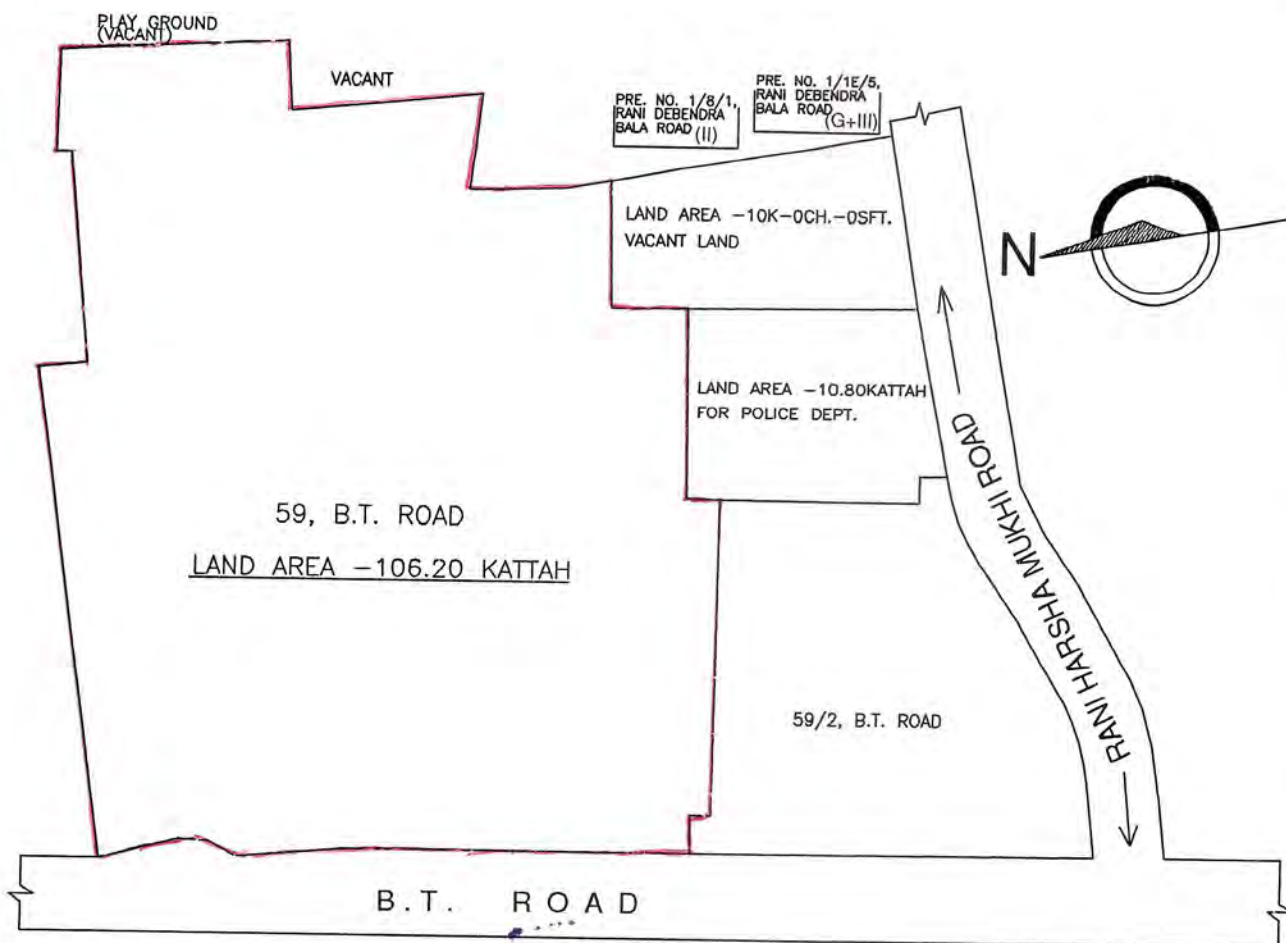 PLAY GROUND
(VACANT)
VACANT
PRE. NO. 1/8/1,
RANI DEBENDRA
BALA ROAD (II)
PRE. NO. 1/1E/5,
RANI DEBENDRA
BALA ROAD
(G+III)
LAND AREA -10K-0CH.-0SFT.
VACANT LAND
N
LAND AREA -10.80KATTAH
FOR POLICE DEPT.
59, B.T. ROAD
LAND AREA -106.20 KATTAH
RANI HARSHA MUKHI ROAD
59/2, B.T. ROAD
B.T. ROAD